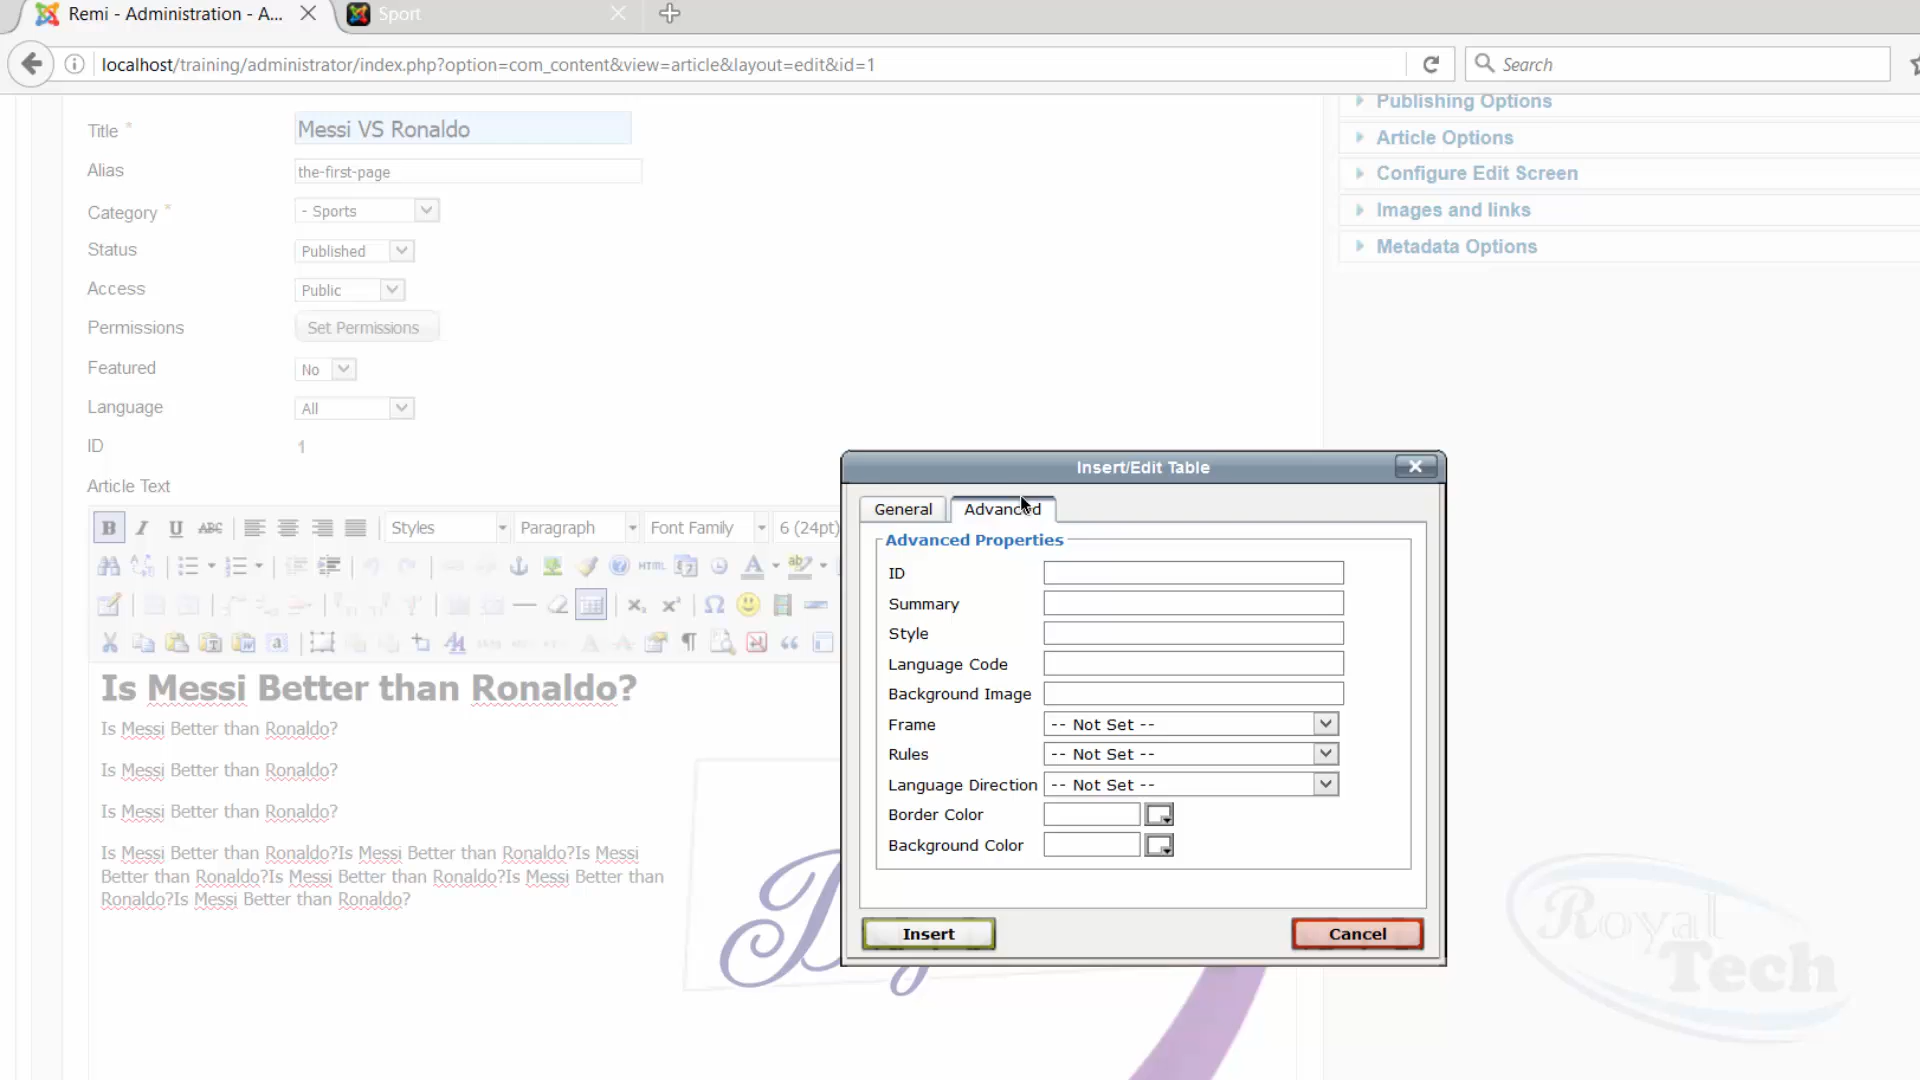 Remi - Administration - A...
Sport
localhost/training/administrator/index.php?option=com_content&view=article&layout=edit&id=1
Search
Title *
Messi VS Ronaldo
Alias
the-first-page
Category *
- Sports
Status
Published
Access
Public
Permissions
Set Permissions
Featured
No
Language
All
ID
1
Article Text
Publishing Options
Article Options
Configure Edit Screen
Images and links
Metadata Options
B I U ABC
Styles
Paragraph
Font Family
6 (24pt)
HTML
Is Messi Better than Ronaldo?
Is Messi Better than Ronaldo?
Is Messi Better than Ronaldo?
Is Messi Better than Ronaldo?
Is Messi Better than Ronaldo?Is Messi Better than Ronaldo?Is Messi
Better than Ronaldo?Is Messi Better than Ronaldo?Is Messi Better than
Ronaldo?Is Messi Better than Ronaldo?
Insert/Edit Table
General
Advanced
Advanced Properties
ID
Summary
Style
Language Code
Background Image
Frame
-- Not Set --
Rules
-- Not Set --
Language Direction
-- Not Set --
Border Color
Background Color
Insert
Cancel
Royal
Tech